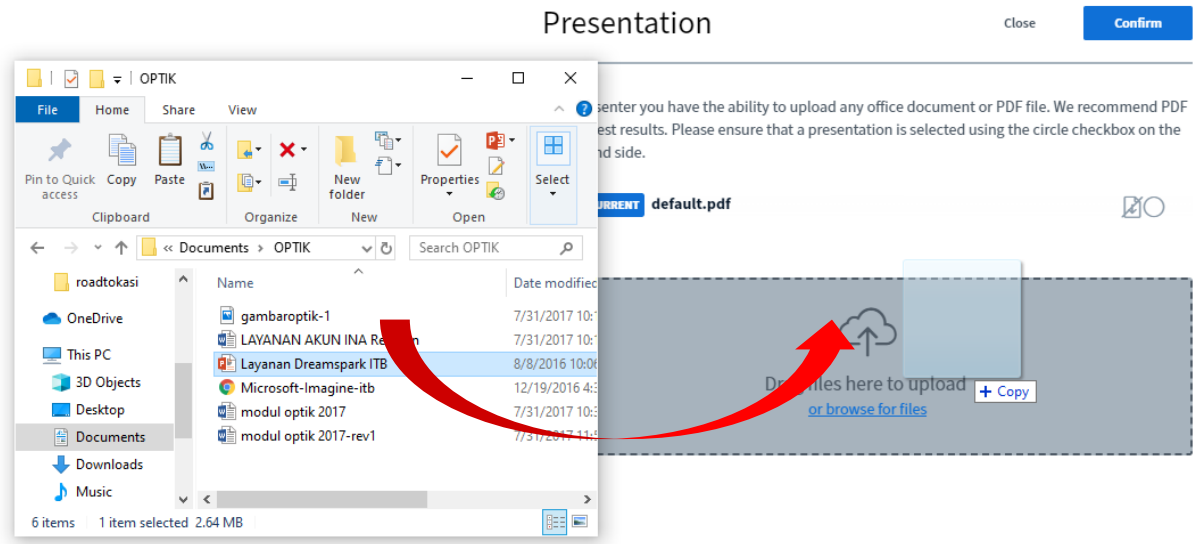 Presentation
Close
Confirm
OPTIK
File
Home
Share
View
senter you have the ability to upload any office document or PDF file. We recommend PDF
est results. Please ensure that a presentation is selected using the circle checkbox on the
nd side.
Pin to Quick
access
Copy
Paste
New
folder
Properties
Select
Clipboard
Organize
New
Open
URRENT
default.pdf
« Documents > OPTIK
Search OPTIK
roadtokasi
OneDrive
This PC
3D Objects
Desktop
Documents
Downloads
Music
Name
Date modified
gambaroptik-1
7/31/2017 10:1
LAYANAN AKUN INA Re
7/31/2017 10:1
Layanan Dreamspark ITB
8/8/2016 10:06
Microsoft-Imagine-itb
12/19/2016 4:3
modul optik 2017
7/31/2017 10:3
modul optik 2017-rev1
7/31/2017 11:5
files here to upload
+ Copy
or browse for files
6 items
1 item selected 2.64 MB